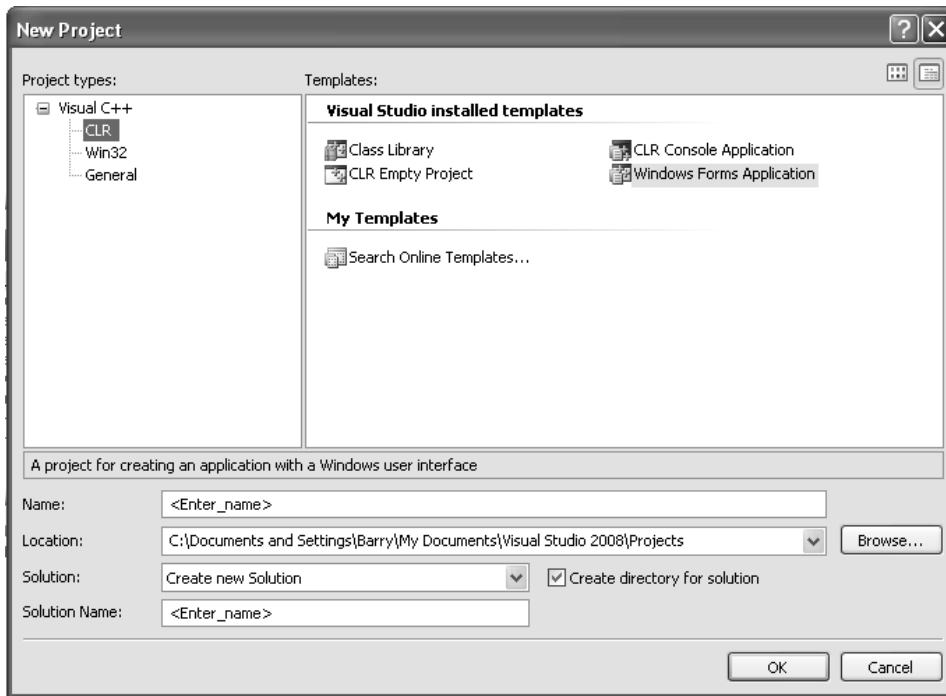 New Project
Project types:
Templates:
Visual C++
CLR
Win32
General
Visual Studio installed templates
Class Library
CLR Console Application
CLR Empty Project
Windows Forms Application
My Templates
Search Online Templates...
A project for creating an application with a Windows user interface
Name:
<Enter_name>
Location:
C:\Documents and Settings\Barry\My Documents\Visual Studio 2008\Projects
Browse...
Solution:
Create new Solution
Create directory for solution
Solution Name:
<Enter_name>
OK
Cancel